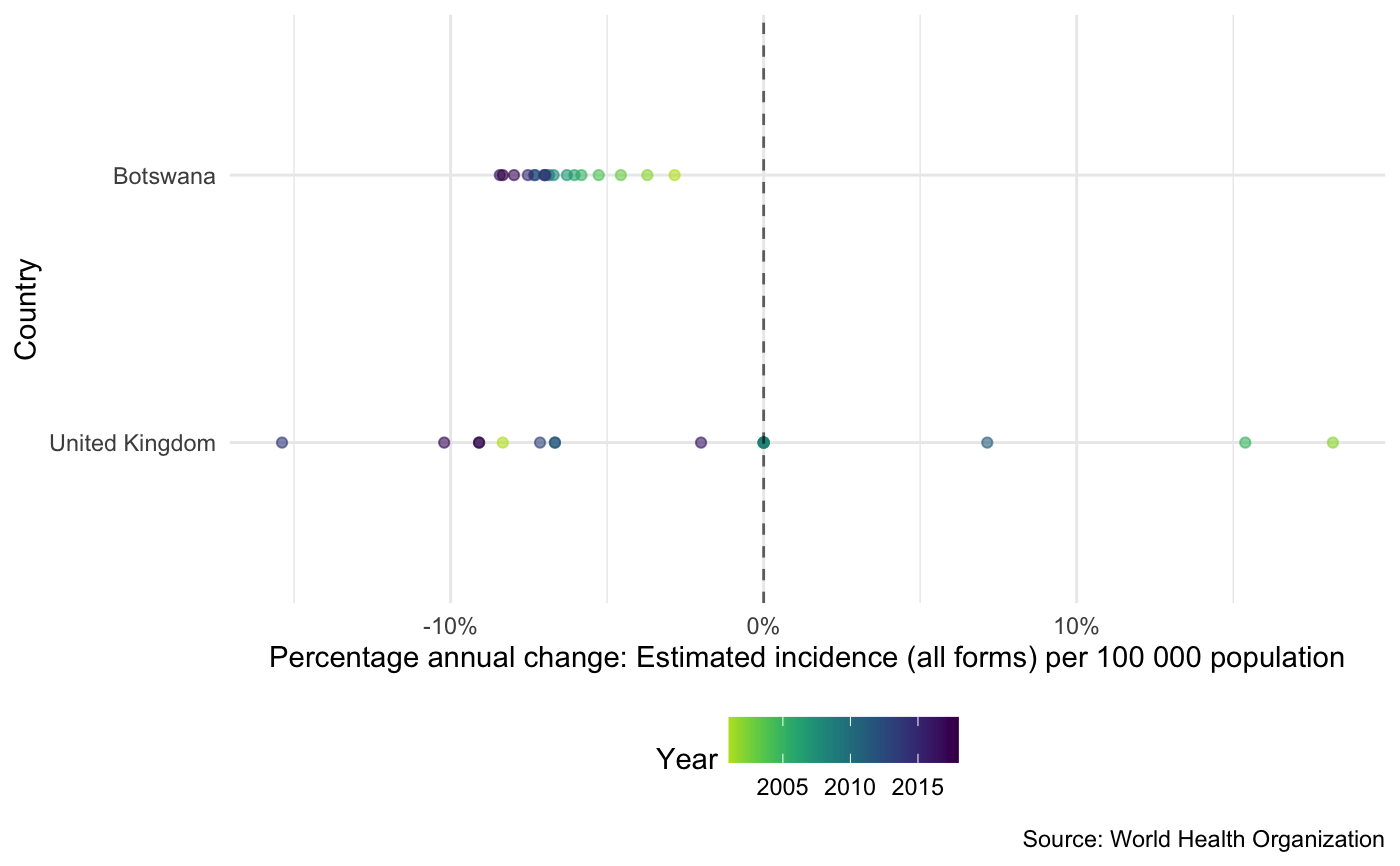 Country
Botswana
United Kingdom
-10% 0% 10%
Percentage annual change: Estimated incidence (all forms) per 100 000 population
Year
2005 2010 2015
Source: World Health Organization